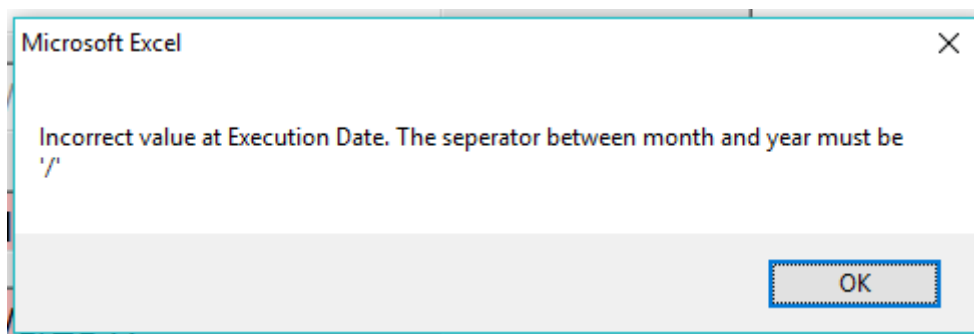 Microsoft Excel
Incorrect value at Execution Date. The seperator between month and year must be
'/'
OK